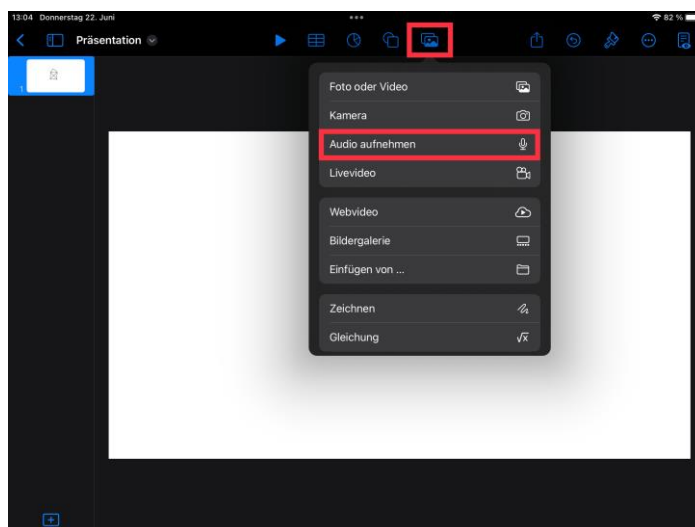 13:04 Donnerstag 22. Juni
82 %
Präsentation
1
Foto oder Video
Kamera
Audio aufnehmen
Livevideo
Webvideo
Bildergalerie
Einfügen von ...
Zeichnen
Gleichung